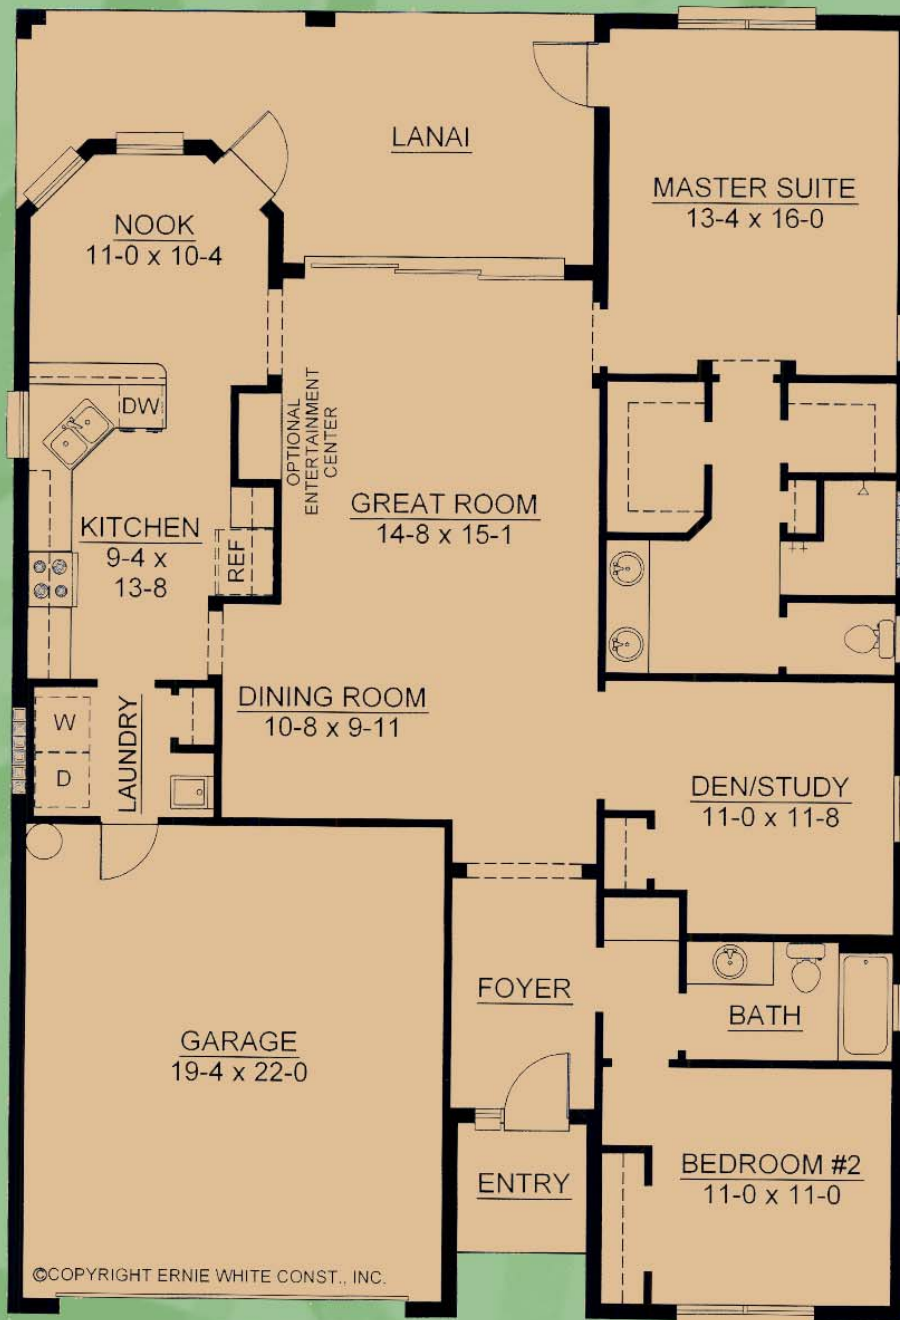 LANAI
MASTER SUITE
13-4 x 16-0
NOOK
11-0 x 10-4
DW
OPTIONAL
ENTERTAINMENT
CENTER
GREAT ROOM
14-8 x 15-1
KITCHEN
9-4 x
13-8
REF
DINING ROOM
10-8 x 9-11
W
D
LAUNDRY
DEN/STUDY
11-0 x 11-8
FOYER
BATH
GARAGE
19-4 x 22-0
ENTRY
BEDROOM #2
11-0 x 11-0
©COPYRIGHT ERNIE WHITE CONST., INC.